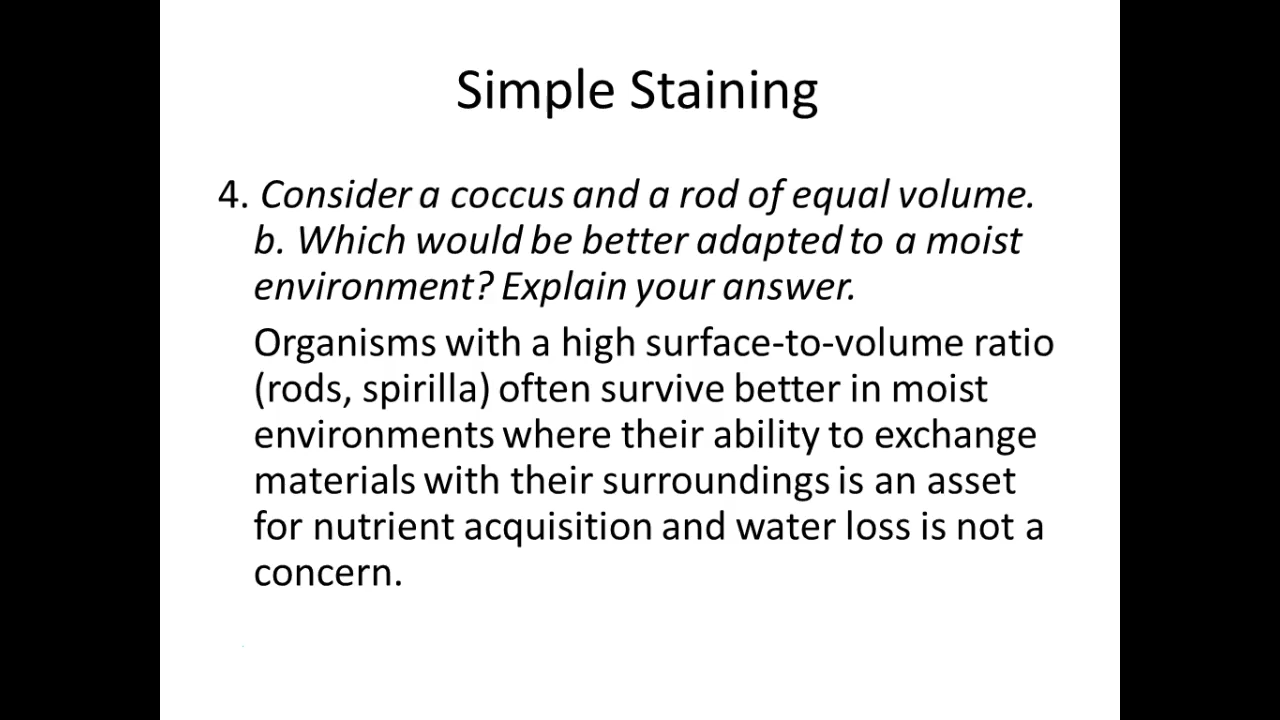 Simple Staining
4. Consider a coccus and a rod of equal volume.
b. Which would be better adapted to a moist
environment? Explain your answer.
Organisms with a high surface-to-volume ratio
(rods, spirilla) often survive better in moist
environments where their ability to exchange
materials with their surroundings is an asset
for nutrient acquisition and water loss is not a
concern.